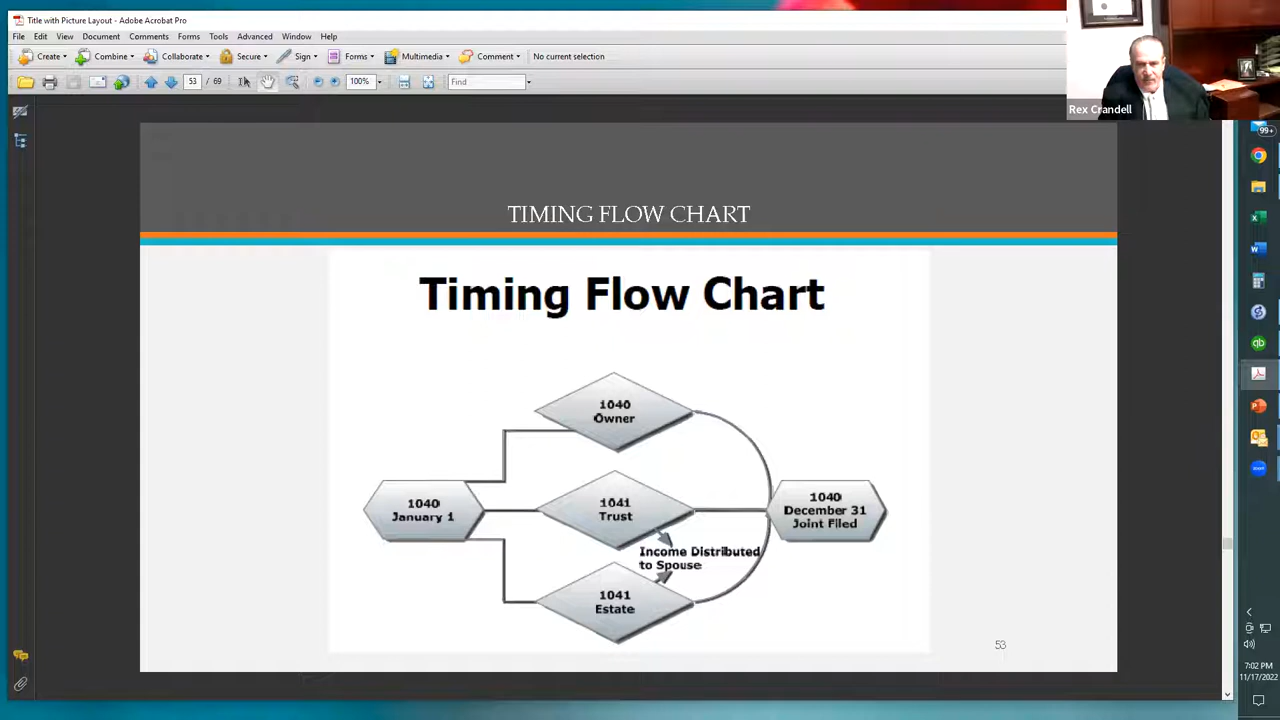 Title with Picture Layout - Adobe Acrobat Pro
File Edit View Document Comments Forms Tools Advanced Window Help
Create Combine Collaborate Secure Sign Forms Multimedia Comment No current selection
53 / 69 100% Find
Rex Crandell
99+
TIMING FLOW CHART
Timing Flow Chart
1040
Owner
1040
January 1
1041
Trust
1040
December 31
Joint Filed
Income Distributed
to Spouse
1041
Estate
53
7:02 PM
11/17/2022